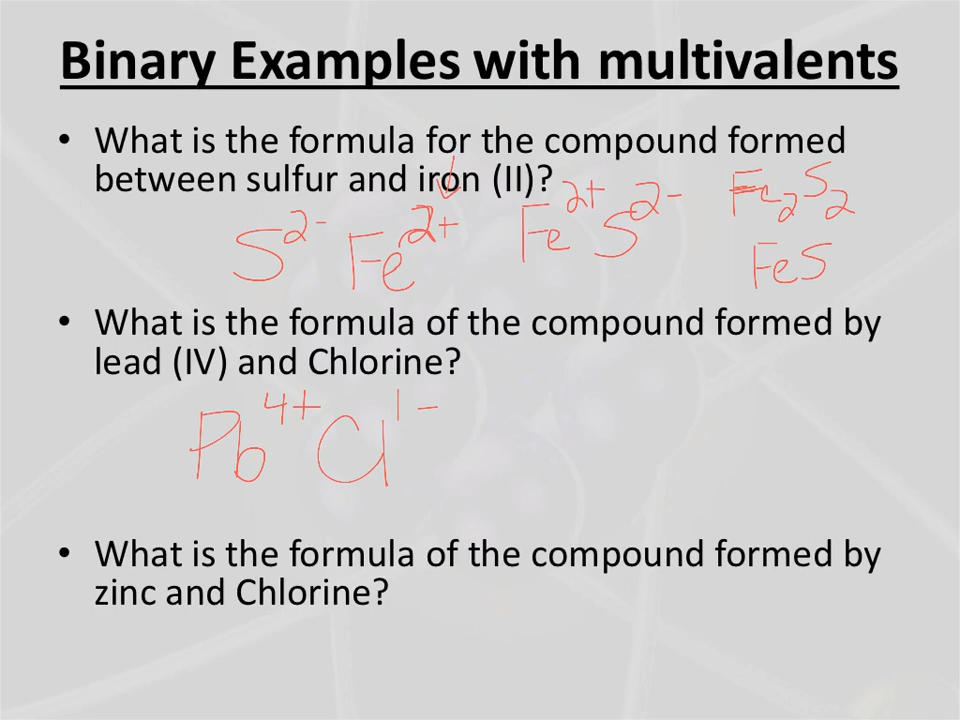 Binary Examples with multivalents
• What is the formula for the compound formed
between sulfur and iron (II)?
S²⁻ Fe²⁺ Fe²⁺ S²⁻ Fe₂S₂
FeS
• What is the formula of the compound formed by
lead (IV) and Chlorine?
Pb⁴⁺ Cl¹⁻
• What is the formula of the compound formed by
zinc and Chlorine?